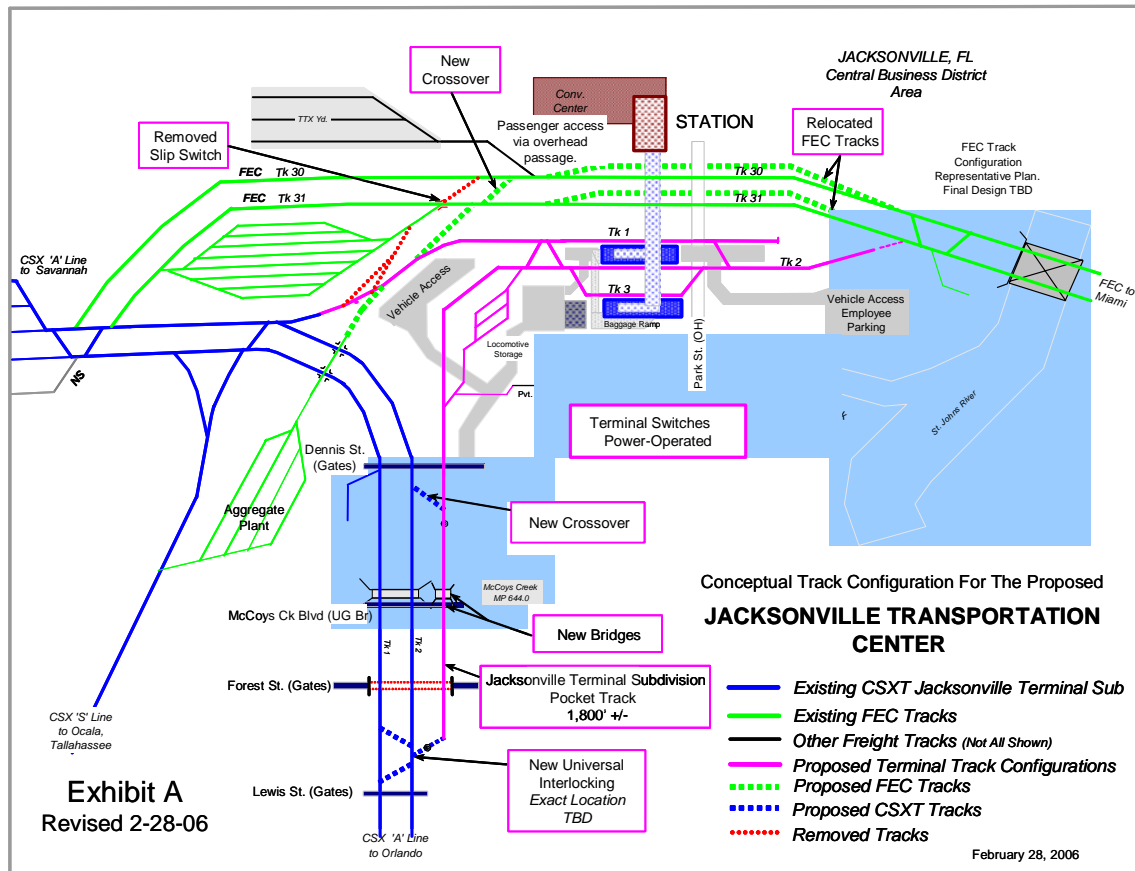 New
Crossover
JACKSONVILLE, FL
Central Business District
Area
Conv.
Center
TTX Yd.
STATION
Removed
Slip Switch
Passenger access
via overhead
passage.
Relocated
FEC Tracks
FEC Track
Configuration
Representative Plan.
Final Design TBD
FEC Tk 30
Tk 30
FEC Tk 31
Tk 31
Tk 1
Tk 2
Tk 3
CSX 'A' Line
to Savannah
Vehicle Access
FEC to
Miami
Vehicle Access
Employee
Parking
Baggage Ramp
Locomotive
Storage
Park St. (OH)
NS
Pvt.
St. Johns River
F
Terminal Switches
Power-Operated
Dennis St.
(Gates)
Aggregate
Plant
New Crossover
McCoys Creek
MP 644.0
McCoys Ck Blvd (UG Br)
New Bridges
Tk 1
Tk 2
Forest St. (Gates)
Jacksonville Terminal Subdivision
Pocket Track
1,800' +/-
CSX 'S' Line
to Ocala,
Tallahassee
New Universal
Interlocking
Exact Location
TBD
Lewis St. (Gates)
CSX 'A' Line
to Orlando
Exhibit A
Revised 2-28-06
Conceptual Track Configuration For The Proposed
JACKSONVILLE TRANSPORTATION
CENTER
Existing CSXT Jacksonville Terminal Sub
Existing FEC Tracks
Other Freight Tracks (Not All Shown)
Proposed Terminal Track Configurations
Proposed FEC Tracks
Proposed CSXT Tracks
Removed Tracks
February 28, 2006